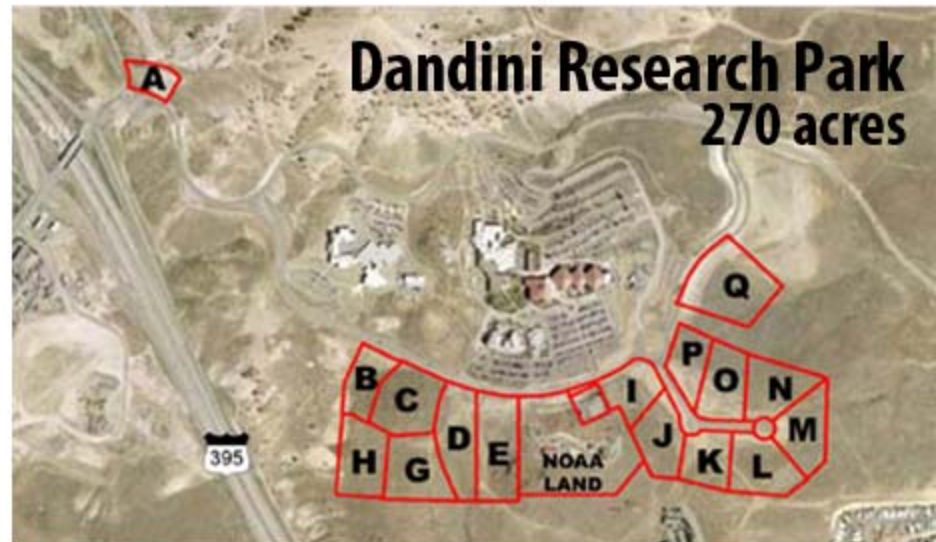 Dandini Research Park
270 acres
A
Q
P
O
N
B
C
I
M
J
D
E
H
G
K
L
NOAA
LAND
395